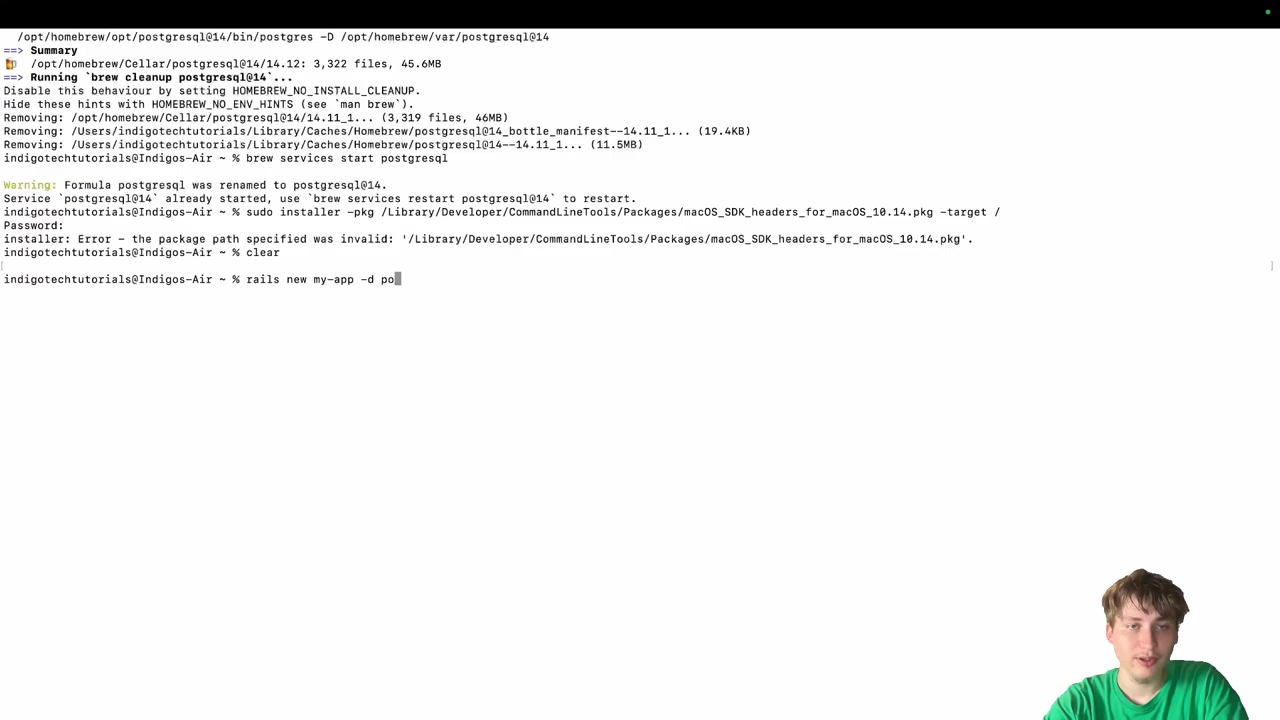 /opt/homebrew/opt/postgresql@14/bin/postgres -D /opt/homebrew/var/postgresql@14
==> Summary
/opt/homebrew/Cellar/postgresql@14/14.12: 3,322 files, 45.6MB
==> Running `brew cleanup postgresql@14`...
Disable this behaviour by setting HOMEBREW_NO_INSTALL_CLEANUP.
Hide these hints with HOMEBREW_NO_ENV_HINTS (see `man brew`).
Removing: /opt/homebrew/Cellar/postgresql@14/14.11_1... (3,319 files, 46MB)
Removing: /Users/indigotechtutorials/Library/Caches/Homebrew/postgresql@14_bottle_manifest--14.11_1... (19.4KB)
Removing: /Users/indigotechtutorials/Library/Caches/Homebrew/postgresql@14--14.11_1... (11.5MB)
indigotechtutorials@Indigos-Air ~ % brew services start postgresql
Warning: Formula postgresql was renamed to postgresql@14.
Service `postgresql@14` already started, use `brew services restart postgresql@14` to restart.
indigotechtutorials@Indigos-Air ~ % sudo installer -pkg /Library/Developer/CommandLineTools/Packages/macOS_SDK_headers_for_macOS_10.14.pkg -target /
Password:
installer: Error - the package path specified was invalid: '/Library/Developer/CommandLineTools/Packages/macOS_SDK_headers_for_macOS_10.14.pkg'.
indigotechtutorials@Indigos-Air ~ % clear
indigotechtutorials@Indigos-Air ~ % rails new my-app -d po